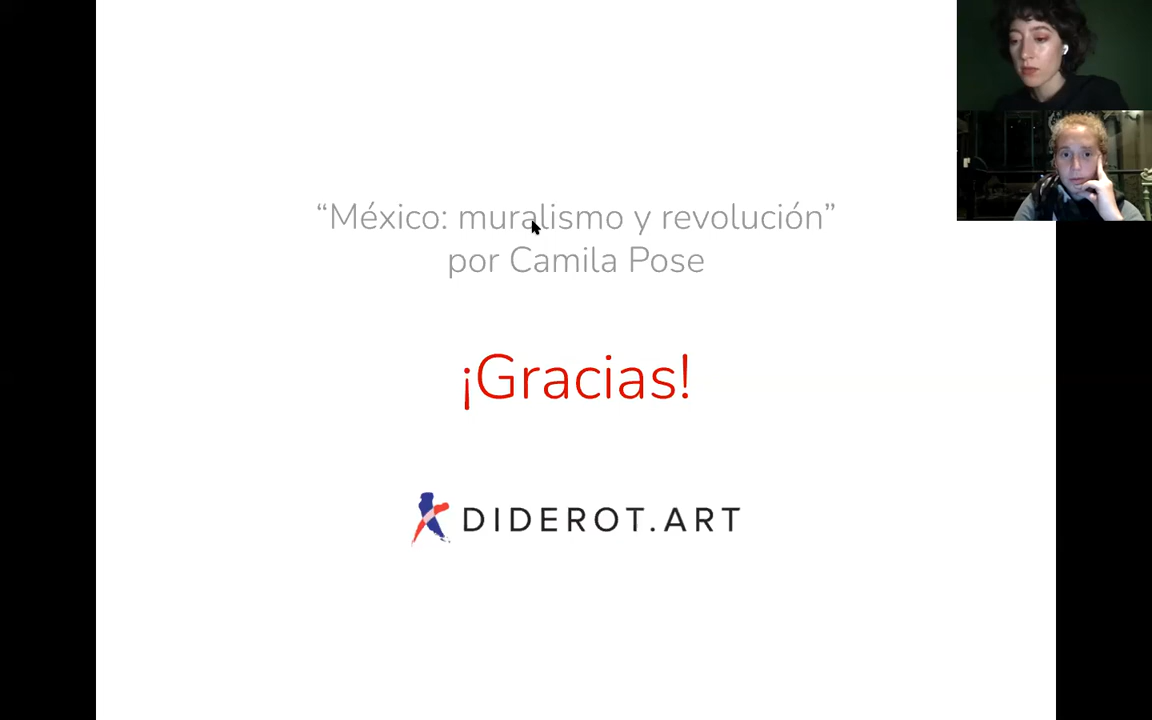 “México: muralismo y revolución”
por Camila Pose
¡Gracias!
DIDEROT.ART